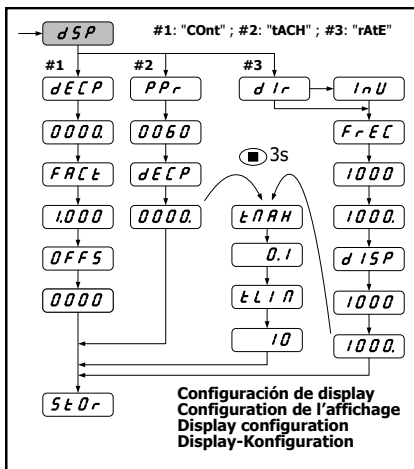 dSP #1: "COnt" ; #2: "tACH" ; #3: "rAtE"
#1 #2 #3
dECP PPr dIr InU
0000. 0060 FrEC
FACt dECP 3s 1000
1.000 0000. tMAH 1000.
OFFS 0.1 dISP
0000 tLIM 1000
10 1000.
StOr
Configuración de display
Configuration de l'affichage
Display configuration
Display-Konfiguration